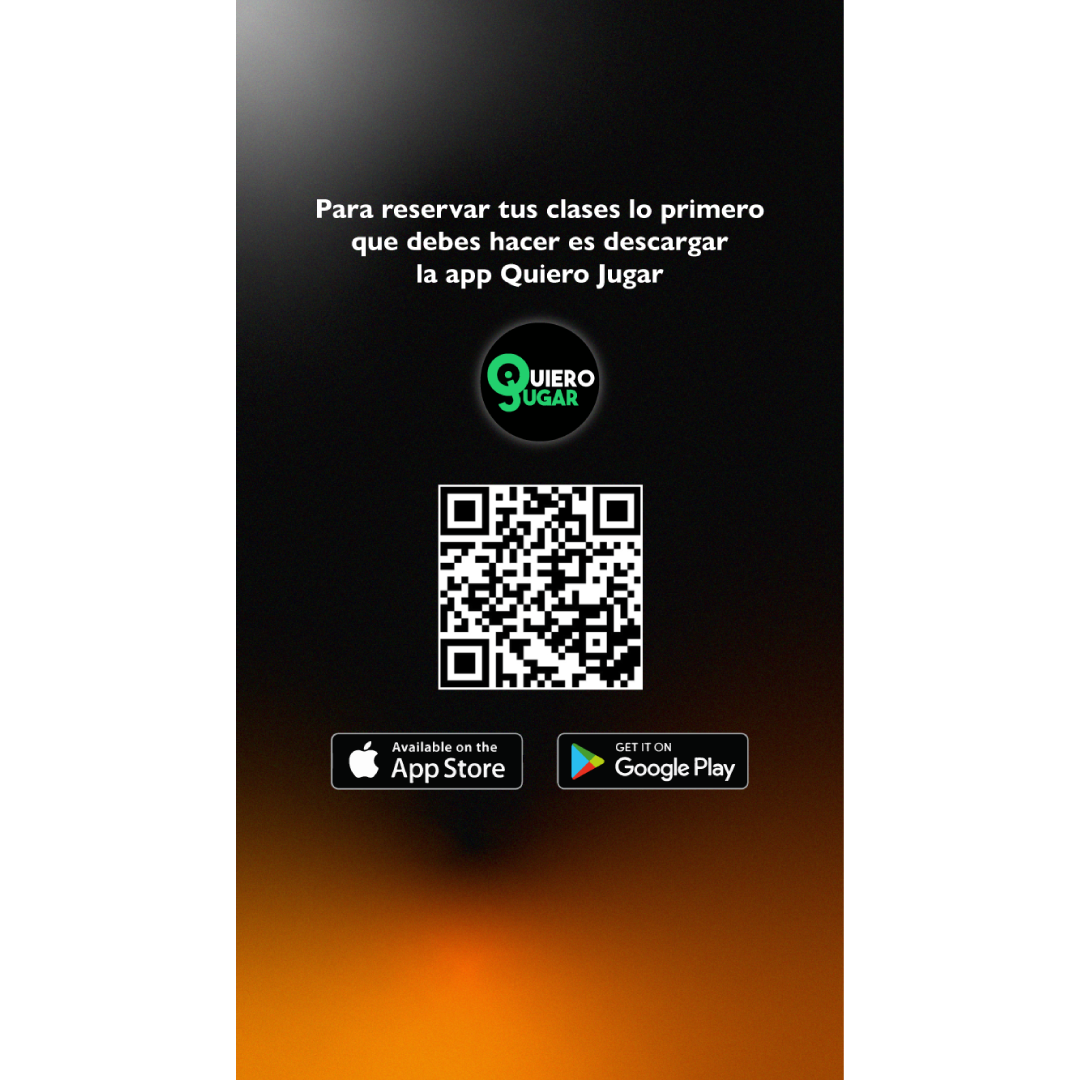 Para reservar tus clases lo primero
que debes hacer es descargar
la app Quiero Jugar
QUIERO
JUGAR
Available on the
App Store
GET IT ON
Google Play